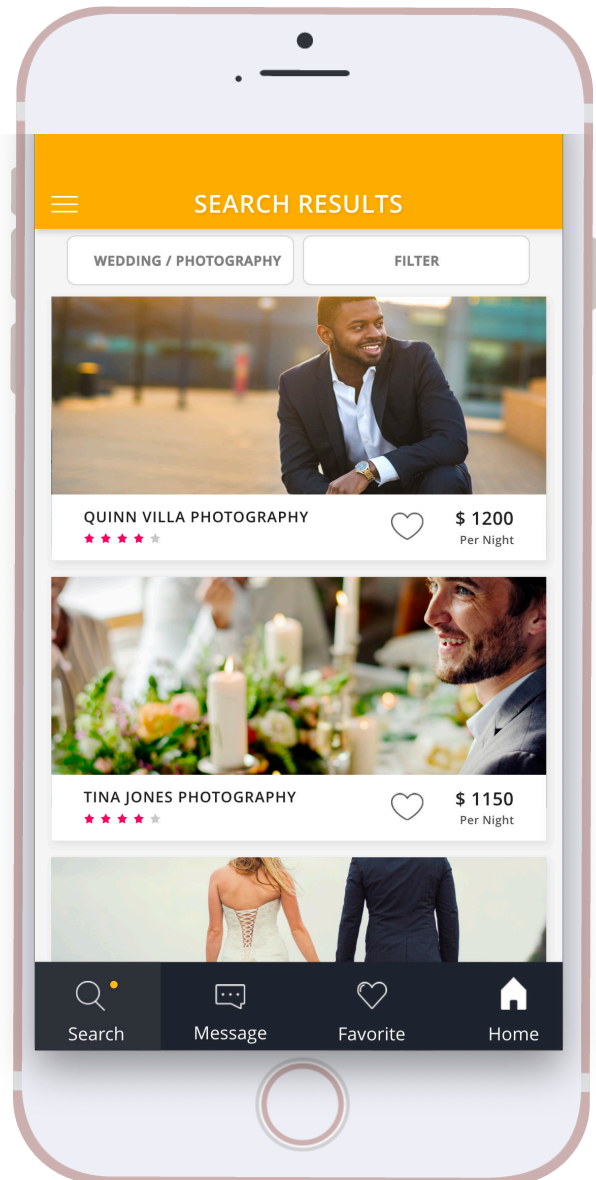 SEARCH RESULTS
WEDDING / PHOTOGRAPHY
FILTER
QUINN VILLA PHOTOGRAPHY
$ 1200
Per Night
TINA JONES PHOTOGRAPHY
$ 1150
Per Night
Search
Message
Favorite
Home